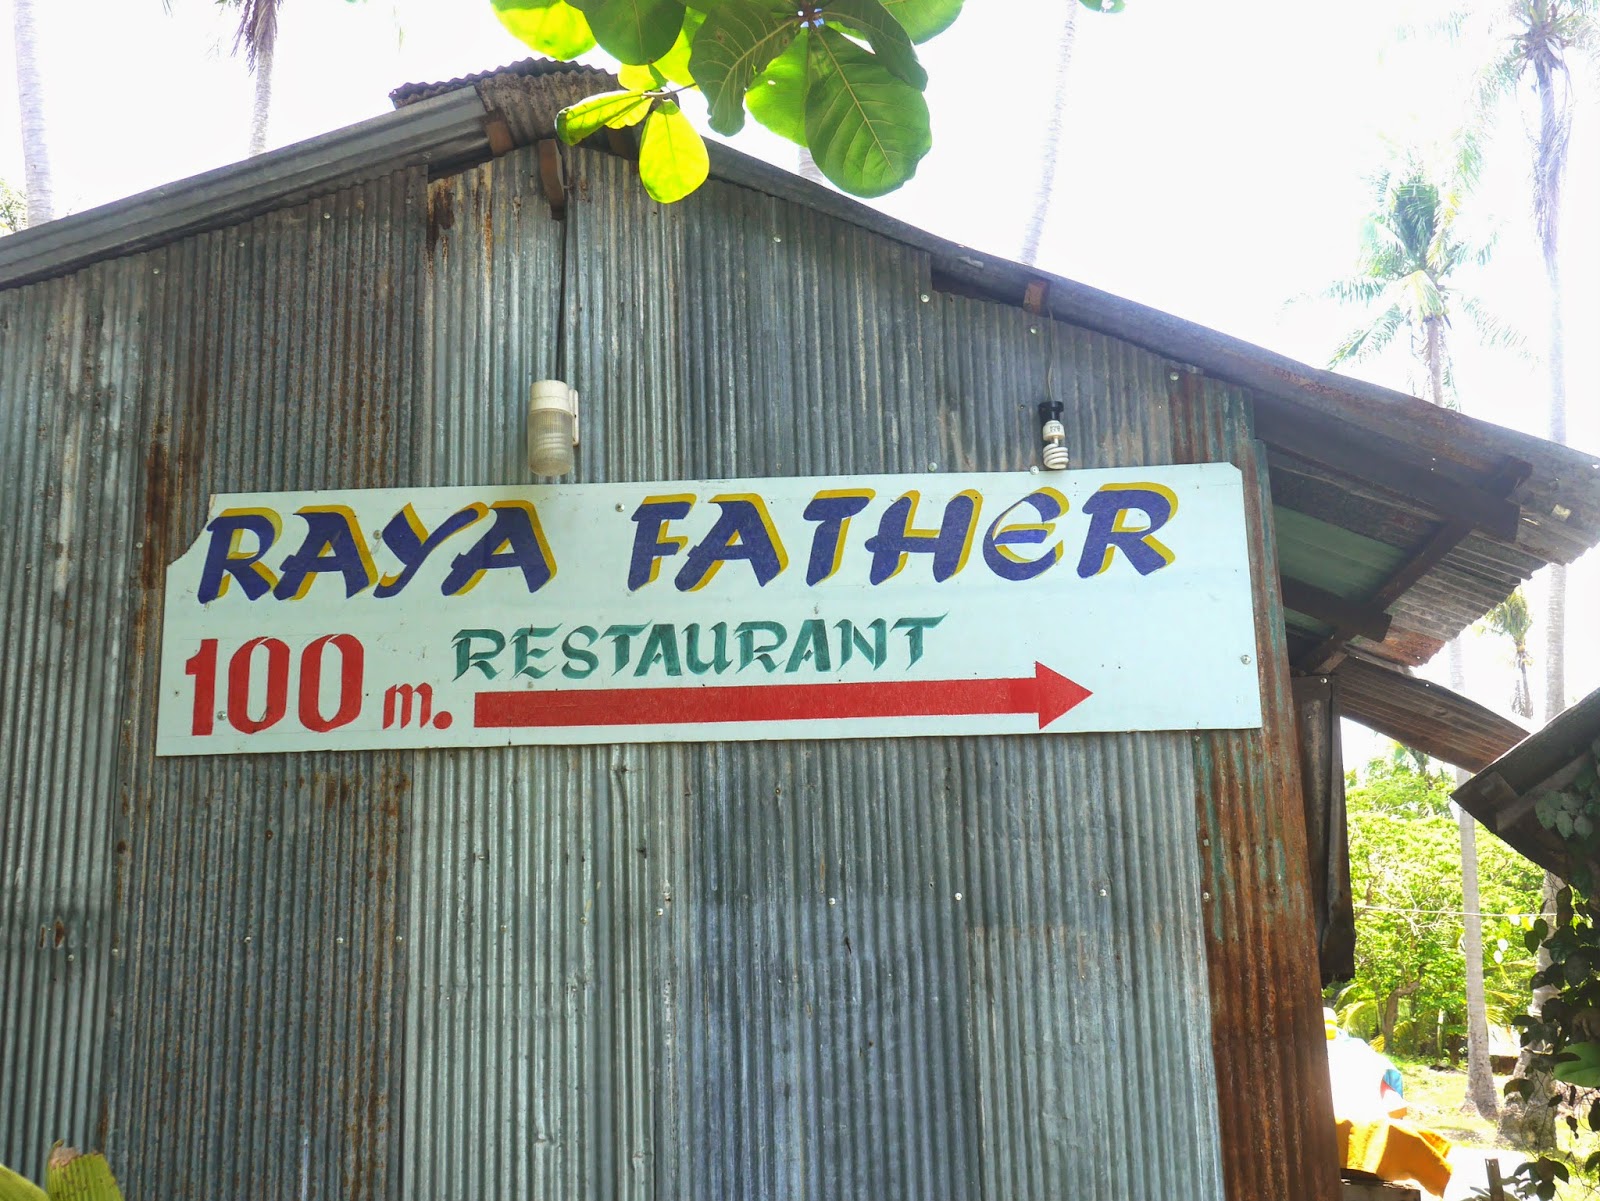 RAYA FATHER
RESTAURANT
100 m.